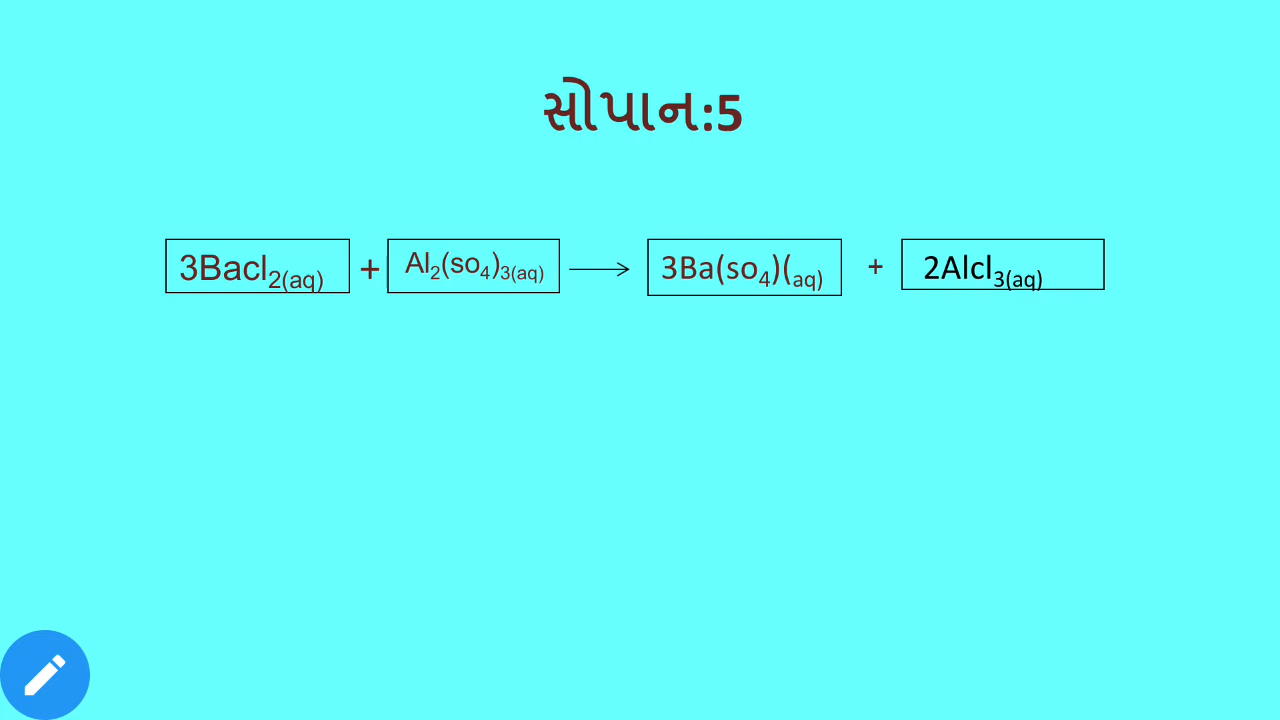 સોપાન:5
3Bacl₂(aq) + Al₂(so₄)₃(aq) → 3Ba(so₄)(aq) + 2Alcl₃(aq)